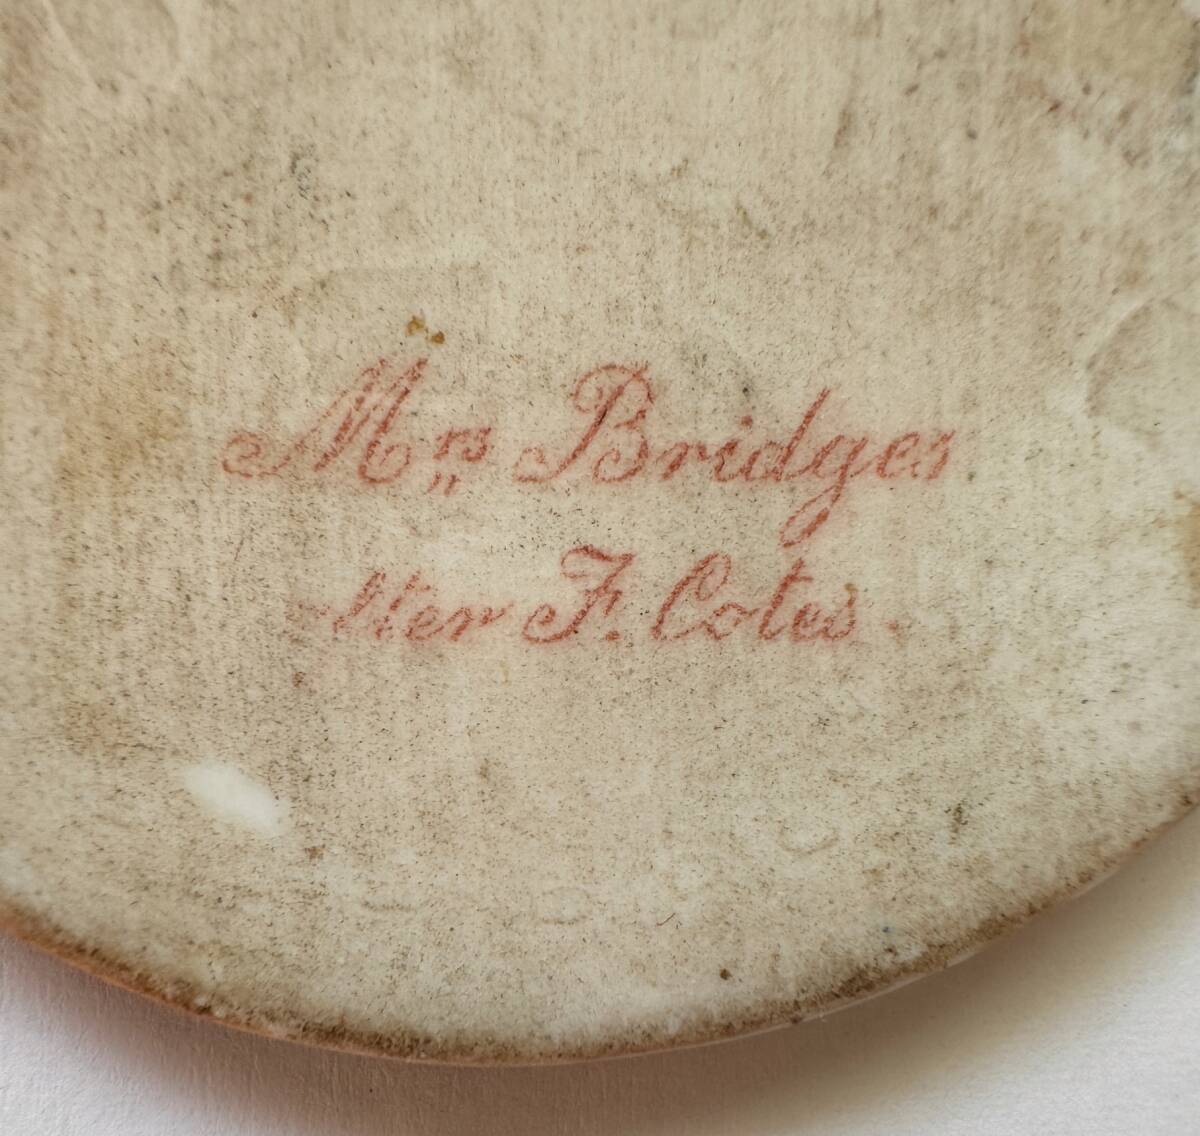 Mrs Bridges
After F. Cotes.